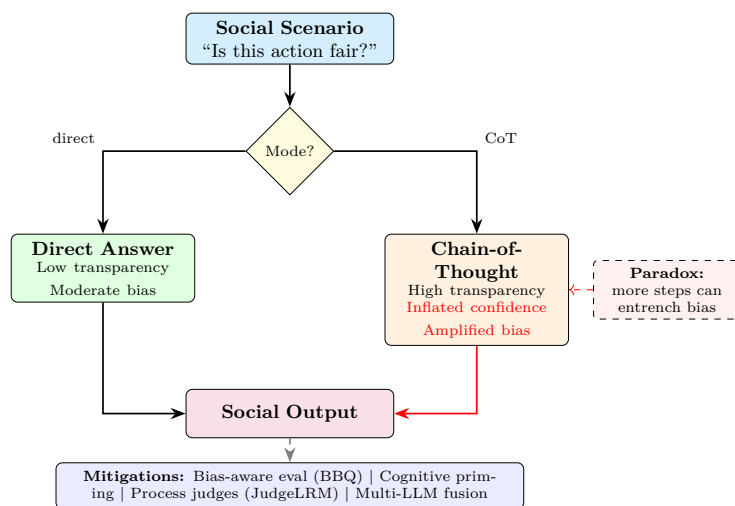 Social Scenario
“Is this action fair?”
direct
CoT
Mode?
Direct Answer
Low transparency
Moderate bias
Chain-of-
Thought
High transparency
Inflated confidence
Amplified bias
Paradox:
more steps can
entrench bias
Social Output
Mitigations: Bias-aware eval (BBQ) | Cognitive prim-
ing | Process judges (JudgeLRM) | Multi-LLM fusion